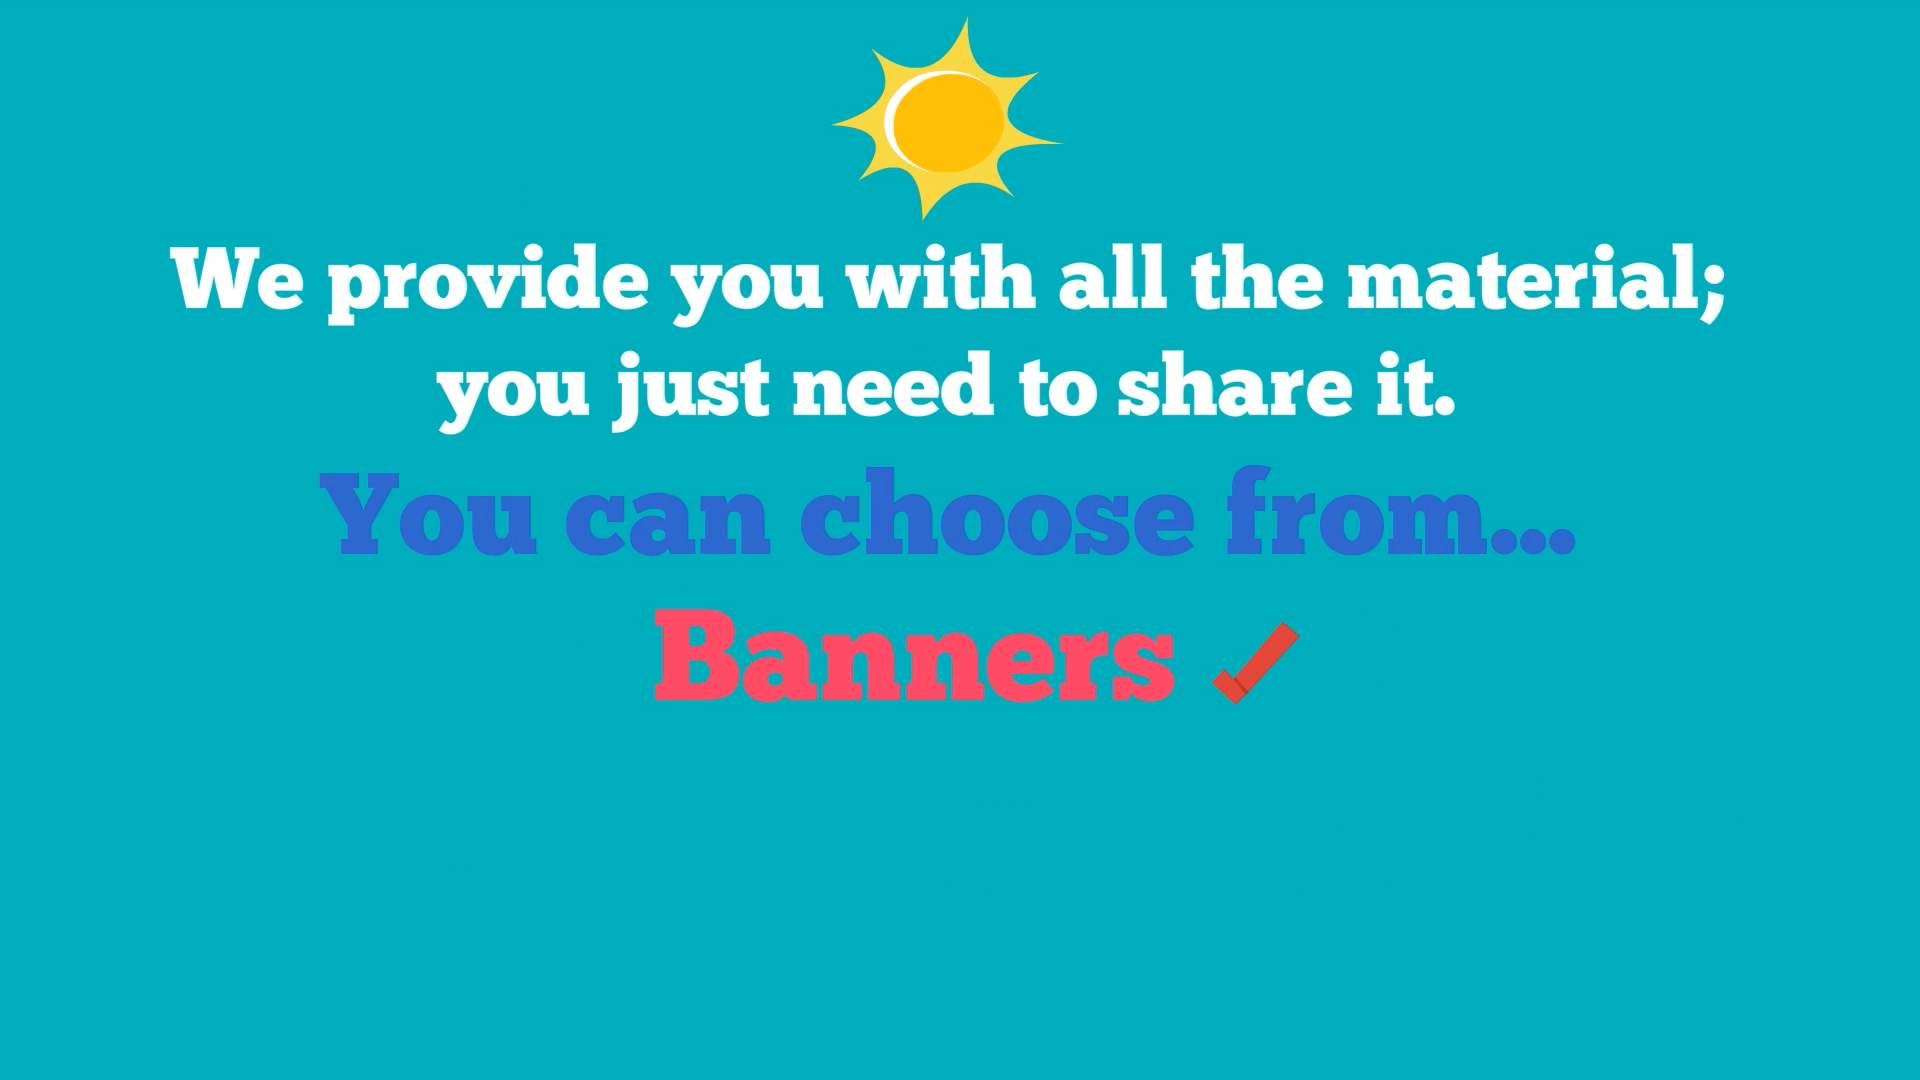 We provide you with all the material;
you just need to share it.
You can choose from...
Banners